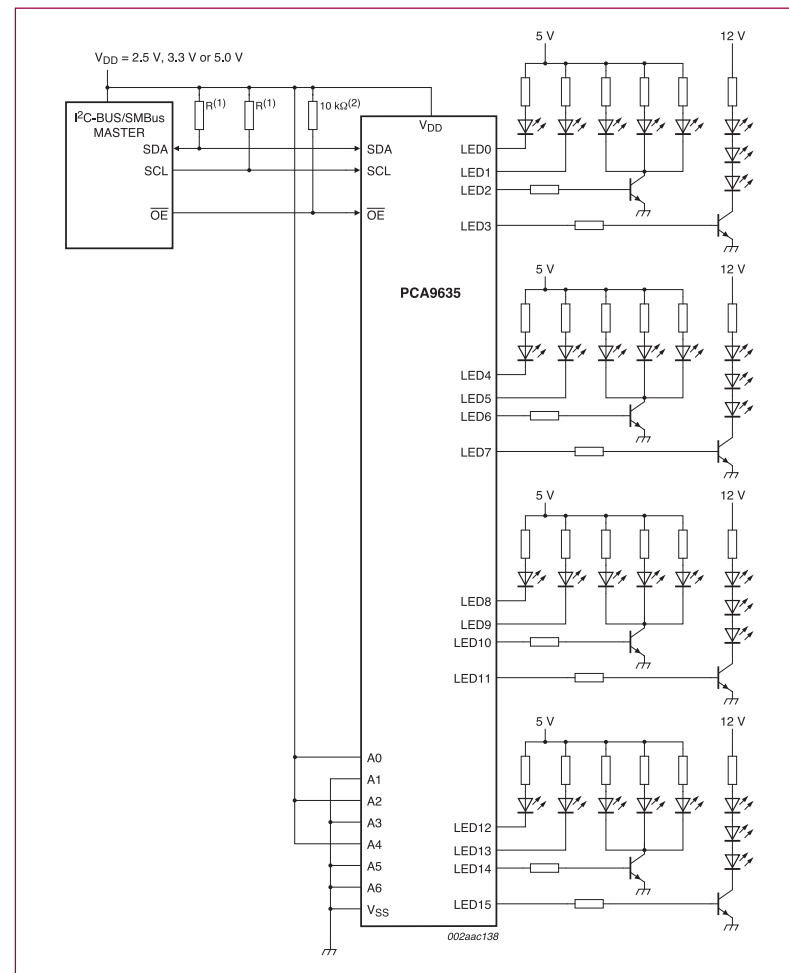 V_DD = 2.5 V, 3.3 V or 5.0 V
I²C-BUS/SMBus
MASTER
SDA
SCL
O̅E̅
R⁽¹⁾
R⁽¹⁾
10 kΩ⁽²⁾
V_DD
SDA
SCL
O̅E̅
PCA9635
A0
A1
A2
A3
A4
A5
A6
V_SS
002aac138
5 V
12 V
LED0
LED1
LED2
LED3
5 V
12 V
LED4
LED5
LED6
LED7
5 V
12 V
LED8
LED9
LED10
LED11
5 V
12 V
LED12
LED13
LED14
LED15